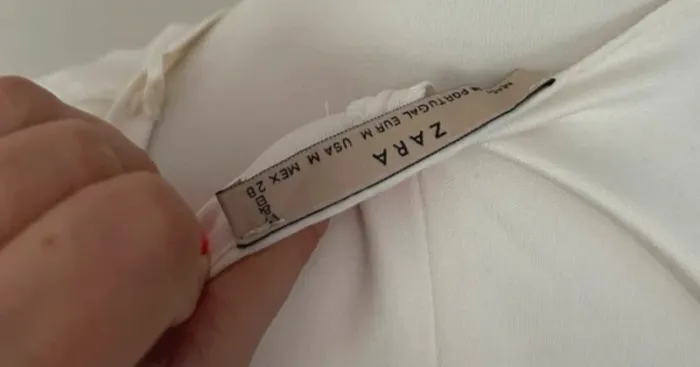 ZARA
PORTUGAL EUR M USA M MEX 28